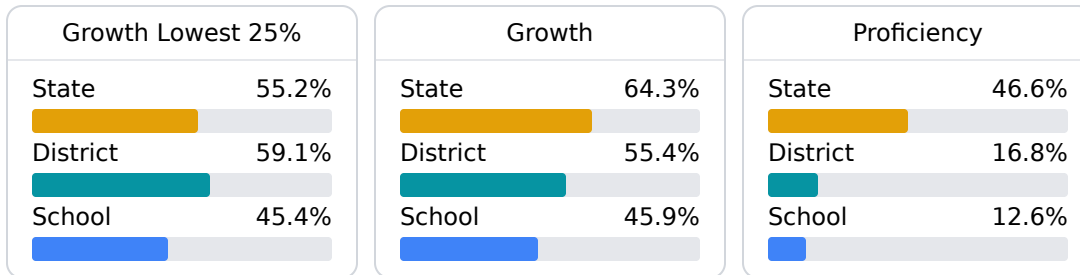 Growth Lowest 25%
State 55.2%
District 59.1%
School 45.4%
Growth
State 64.3%
District 55.4%
School 45.9%
Proficiency
State 46.6%
District 16.8%
School 12.6%